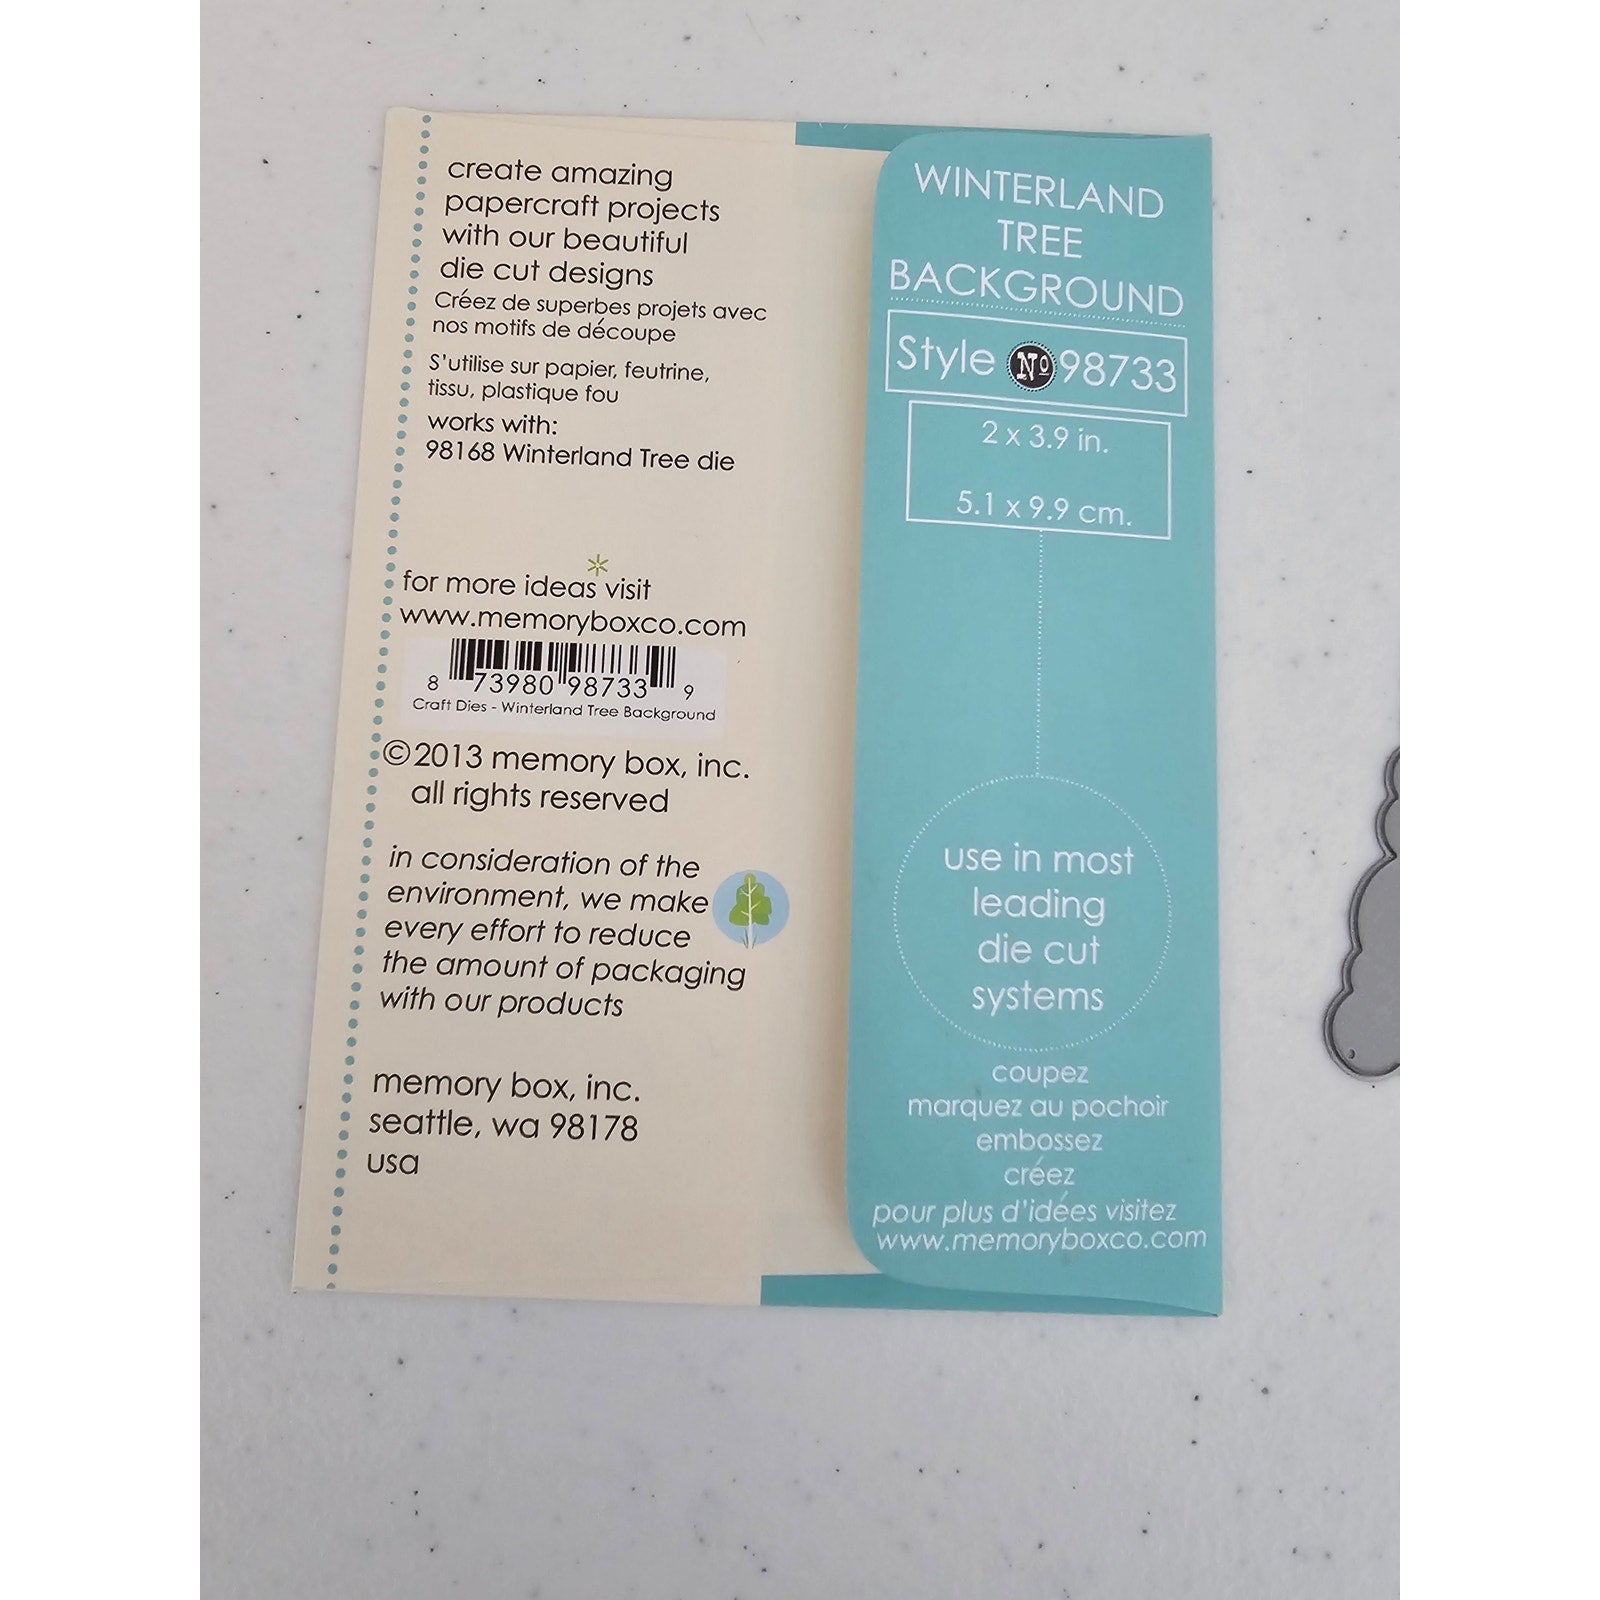 create amazing
papercraft projects
with our beautiful
die cut designs
Créez de superbes projets avec
nos motifs de découpe
S'utilise sur papier, feutrine,
tissu, plastique fou
works with:
98168 Winterland Tree die
for more ideas visit
www.memoryboxco.com
8 73980 98733 9
Craft Dies - Winterland Tree Background
©2013 memory box, inc.
all rights reserved
in consideration of the
environment, we make
every effort to reduce
the amount of packaging
with our products
memory box, inc.
seattle, wa 98178
usa
WINTERLAND
TREE
BACKGROUND
Style No 98733
2 x 3.9 in.
5.1 x 9.9 cm.
use in most
leading
die cut
systems
coupez
marquez au pochoir
embossez
créez
pour plus d'idées visitez
www.memoryboxco.com